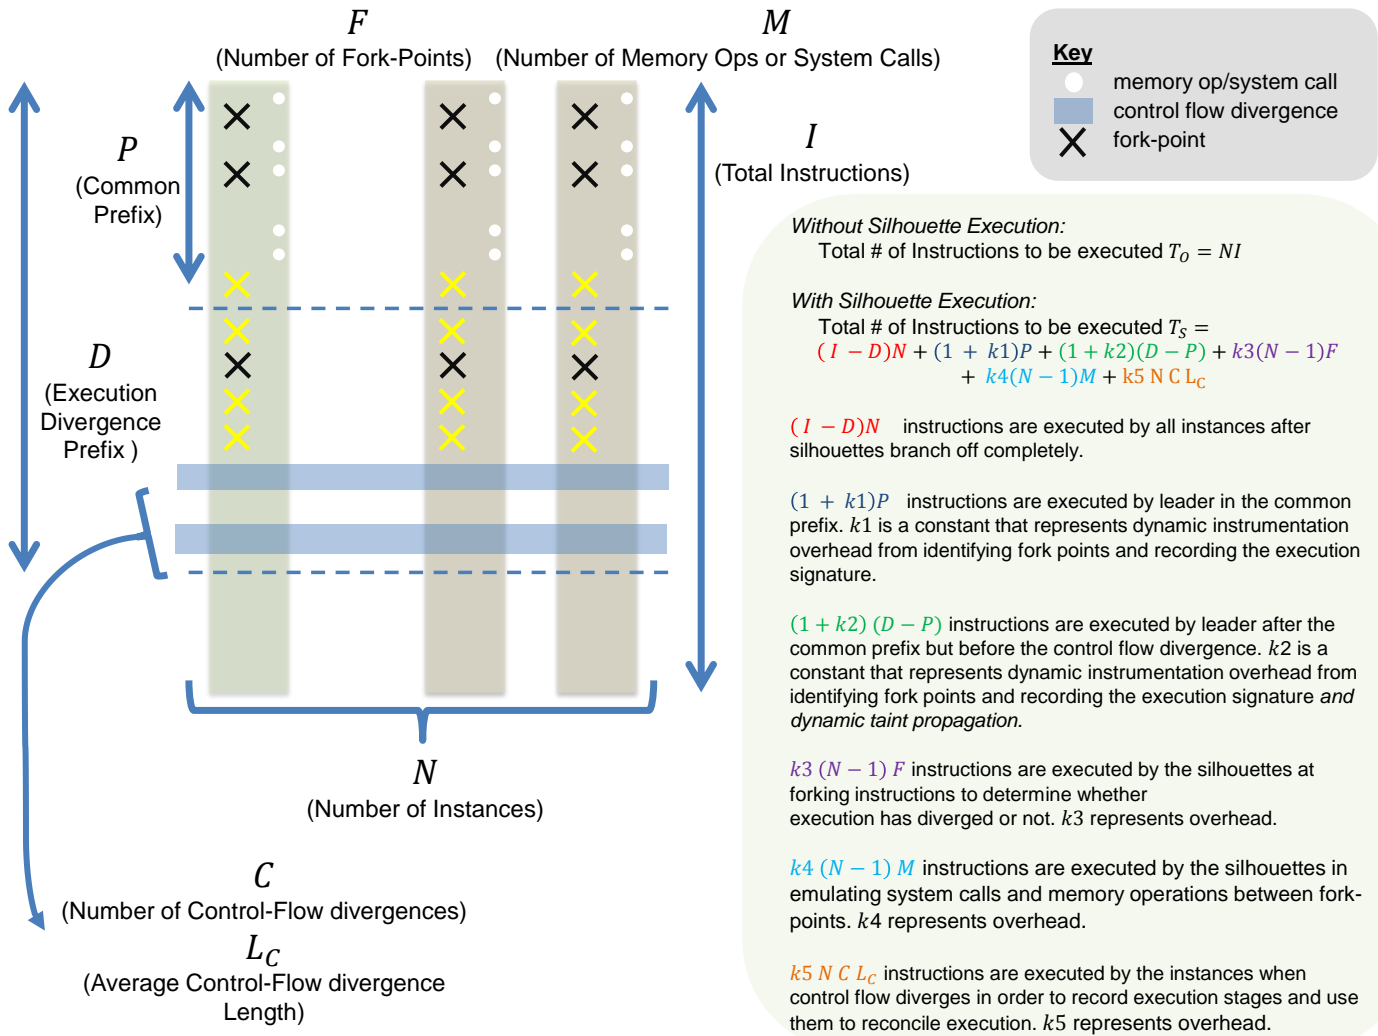 F
(Number of Fork-Points)
M
(Number of Memory Ops or System Calls)
Key
memory op/system call
control flow divergence
fork-point
P
(Common
Prefix)
I
(Total Instructions)
D
(Execution
Divergence
Prefix )
N
(Number of Instances)
C
(Number of Control-Flow divergences)
L_C
(Average Control-Flow divergence
Length)
Without Silhouette Execution:
Total # of Instructions to be executed T_O = NI
With Silhouette Execution:
Total # of Instructions to be executed T_S =
( I − D)N + (1 + k1)P + (1 + k2)(D − P) + k3(N − 1)F
+ k4(N − 1)M + k5 N C L_C
( I − D)N instructions are executed by all instances after
silhouettes branch off completely.
(1 + k1)P instructions are executed by leader in the common
prefix. k1 is a constant that represents dynamic instrumentation
overhead from identifying fork points and recording the execution
signature.
(1 + k2) (D − P) instructions are executed by leader after the
common prefix but before the control flow divergence. k2 is a
constant that represents dynamic instrumentation overhead from
identifying fork points and recording the execution signature and
dynamic taint propagation.
k3 (N − 1) F instructions are executed by the silhouettes at
forking instructions to determine whether
execution has diverged or not. k3 represents overhead.
k4 (N − 1) M instructions are executed by the silhouettes in
emulating system calls and memory operations between fork-
points. k4 represents overhead.
k5 N C L_C instructions are executed by the instances when
control flow diverges in order to record execution stages and use
them to reconcile execution. k5 represents overhead.